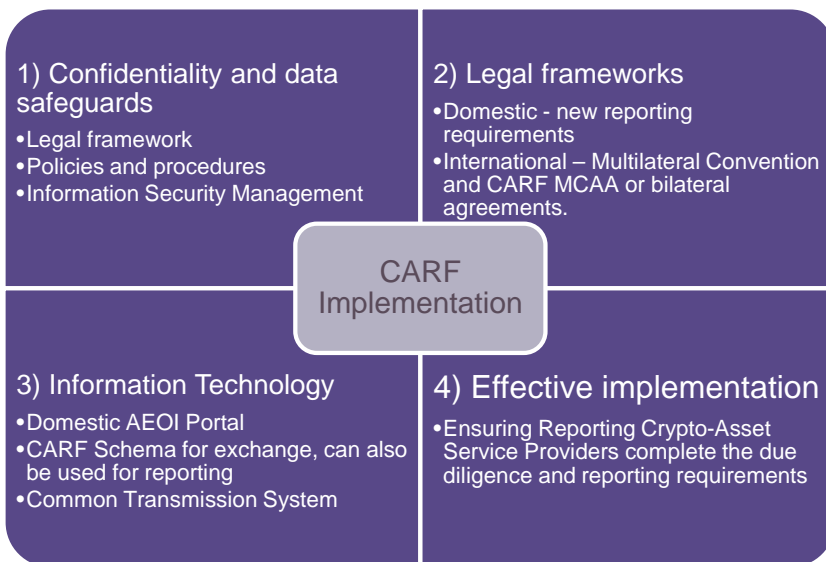 1) Confidentiality and data
safeguards
•Legal framework
•Policies and procedures
•Information Security Management
2) Legal frameworks
•Domestic - new reporting
requirements
•International – Multilateral Convention
and CARF MCAA or bilateral
agreements.
CARF
Implementation
3) Information Technology
•Domestic AEOI Portal
•CARF Schema for exchange, can also
be used for reporting
•Common Transmission System
4) Effective implementation
•Ensuring Reporting Crypto-Asset
Service Providers complete the due
diligence and reporting requirements